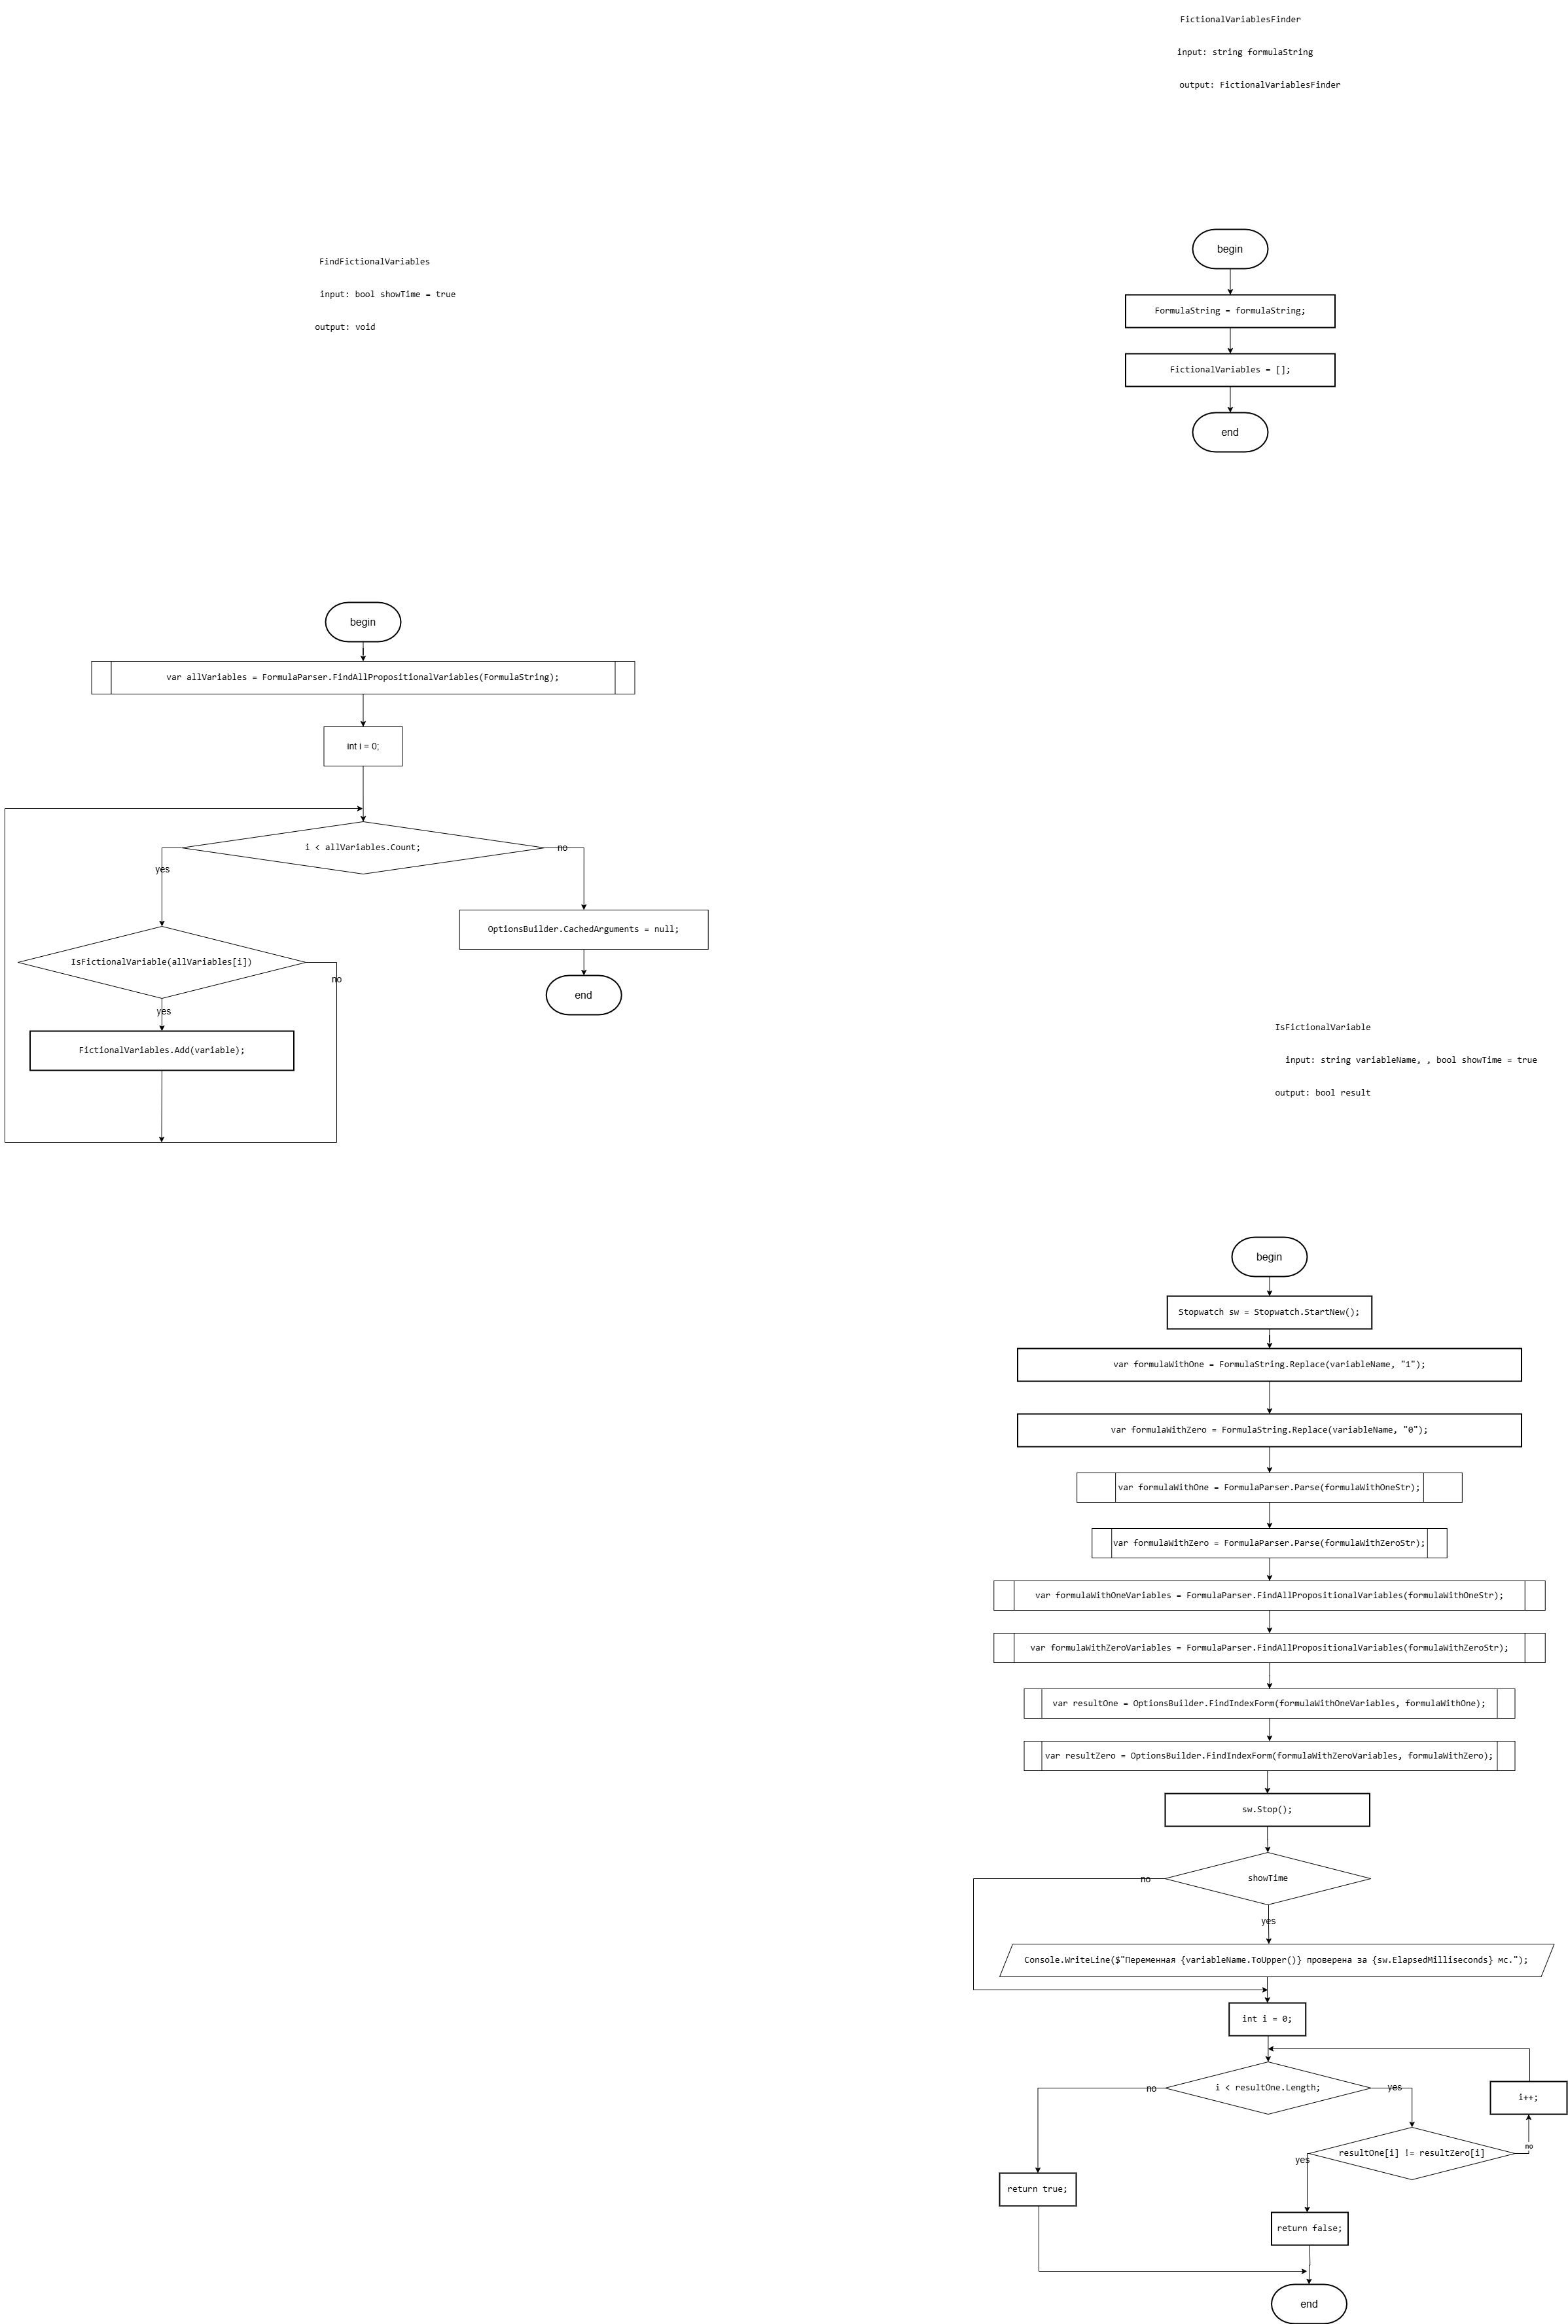 FictionalVariablesFinder
input: string formulaString
output: FictionalVariablesFinder
begin
FormulaString = formulaString;
FictionalVariables = [];
end
FindFictionalVariables
input: bool showTime = true
output: void
begin
var allVariables = FormulaParser.FindAllPropositionalVariables(FormulaString);
int i = 0;
i < allVariables.Count;
yes
no
OptionsBuilder.CachedArguments = null;
end
IsFictionalVariable(allVariables[i])
no
yes
FictionalVariables.Add(variable);
IsFictionalVariable
input: string variableName, , bool showTime = true
output: bool result
begin
Stopwatch sw = Stopwatch.StartNew();
var formulaWithOne = FormulaString.Replace(variableName, "1");
var formulaWithZero = FormulaString.Replace(variableName, "0");
var formulaWithOne = FormulaParser.Parse(formulaWithOneStr);
var formulaWithZero = FormulaParser.Parse(formulaWithZeroStr);
var formulaWithOneVariables = FormulaParser.FindAllPropositionalVariables(formulaWithOneStr);
var formulaWithZeroVariables = FormulaParser.FindAllPropositionalVariables(formulaWithZeroStr);
var resultOne = OptionsBuilder.FindIndexForm(formulaWithOneVariables, formulaWithOne);
var resultZero = OptionsBuilder.FindIndexForm(formulaWithZeroVariables, formulaWithZero);
sw.Stop();
showTime
no
yes
Console.WriteLine($"Переменная {variableName.ToUpper()} проверена за {sw.ElapsedMilliseconds} мс.");
int i = 0;
i < resultOne.Length;
no
yes
i++;
resultOne[i] != resultZero[i]
no
yes
return true;
return false;
end